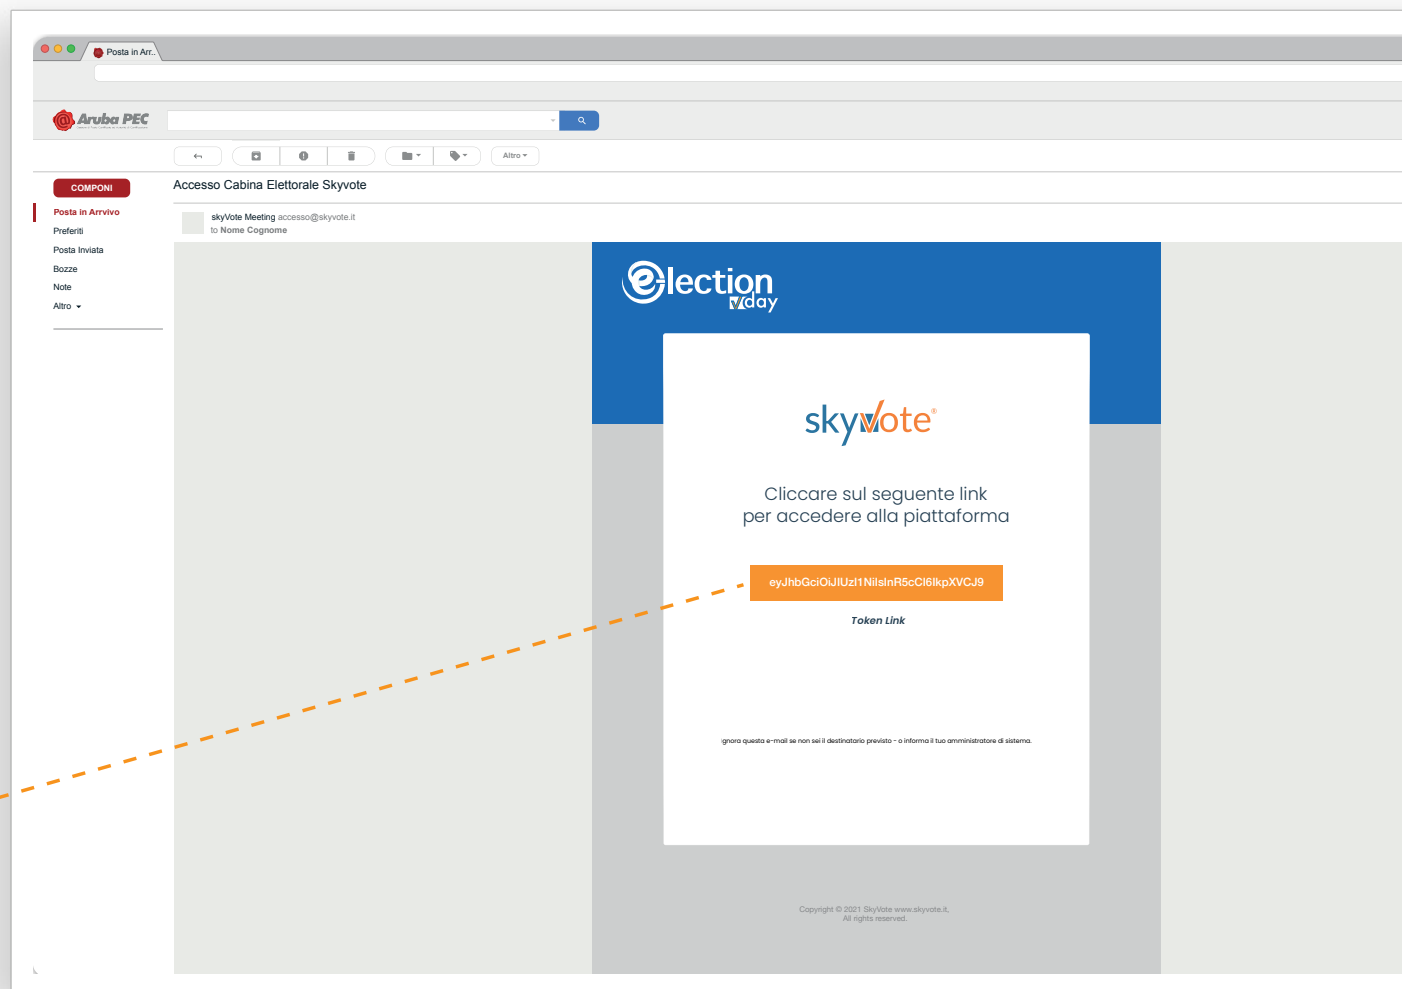 Posta in Arr..
Aruba PEC
Altro
COMPONI
Accesso Cabina Elettorale Skyvote
Posta in Arrvivo
Preferiti
Posta Inviata
Bozze
Note
Altro
skyVote Meeting accesso@skyvote.it
to Nome Cognome
e-lection
day
skyvote®
Cliccare sul seguente link
per accedere alla piattaforma
eyJhbGciOiJIUzI1NiIsInR5cCI6IkpXVCJ9
Token Link
gnora questa e-mail se non sei il destinatario previsto - o informa il tuo amministratore di sistema.
Copyright © 2021 SkyVote www.skyvote.it,
All rights reserved.